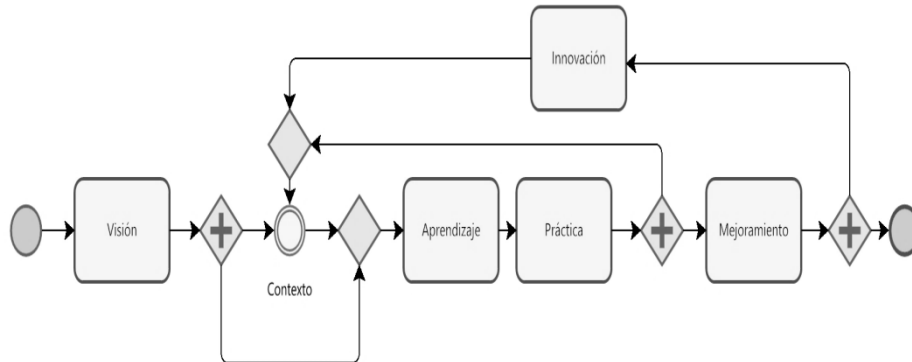 Innovación
Visión
Aprendizaje
Práctica
Mejoramiento
Contexto